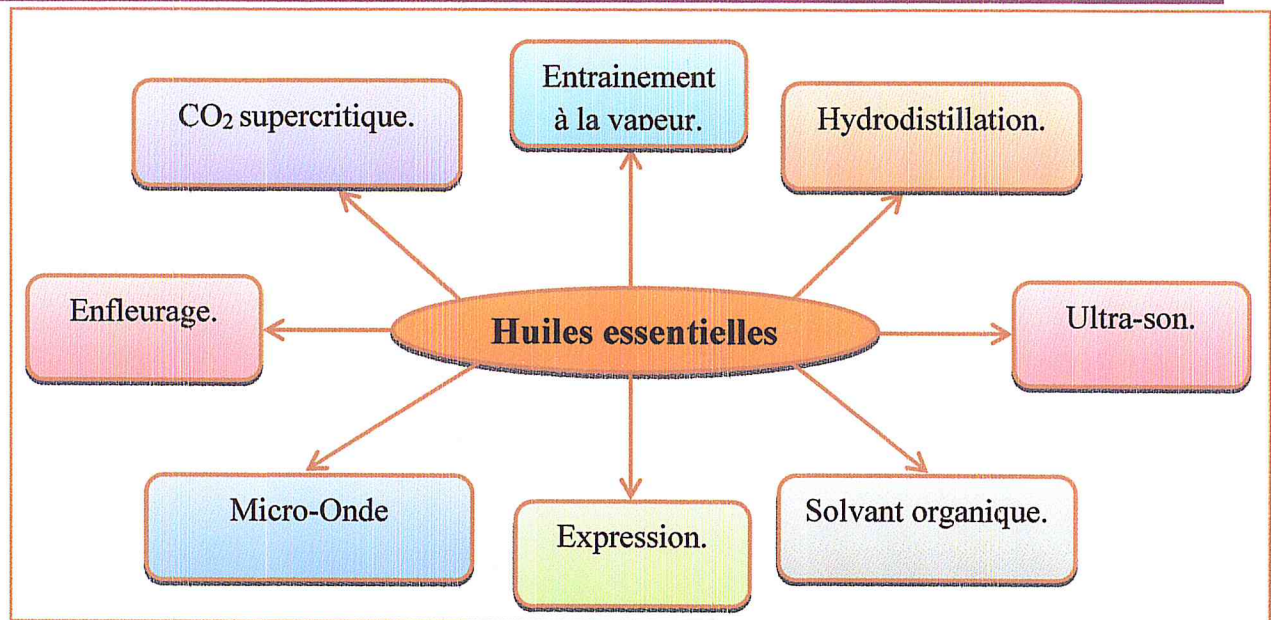 CO₂ supercritique.
Entrainement
à la vapeur.
Hydrodistillation.
Enfleurage.
Huiles essentielles
Ultra-son.
Micro-Onde
Expression.
Solvant organique.